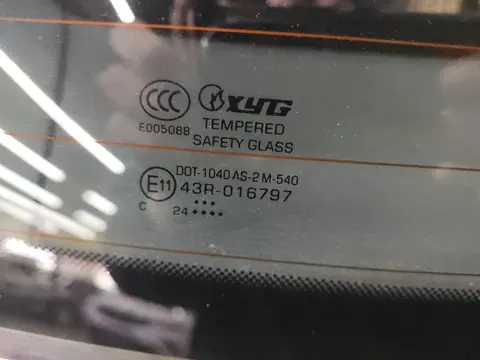 CCC XYG
E005088 TEMPERED
SAFETY GLASS
DOT-1040 AS-2 M-540
E11 43R-016797
C 24